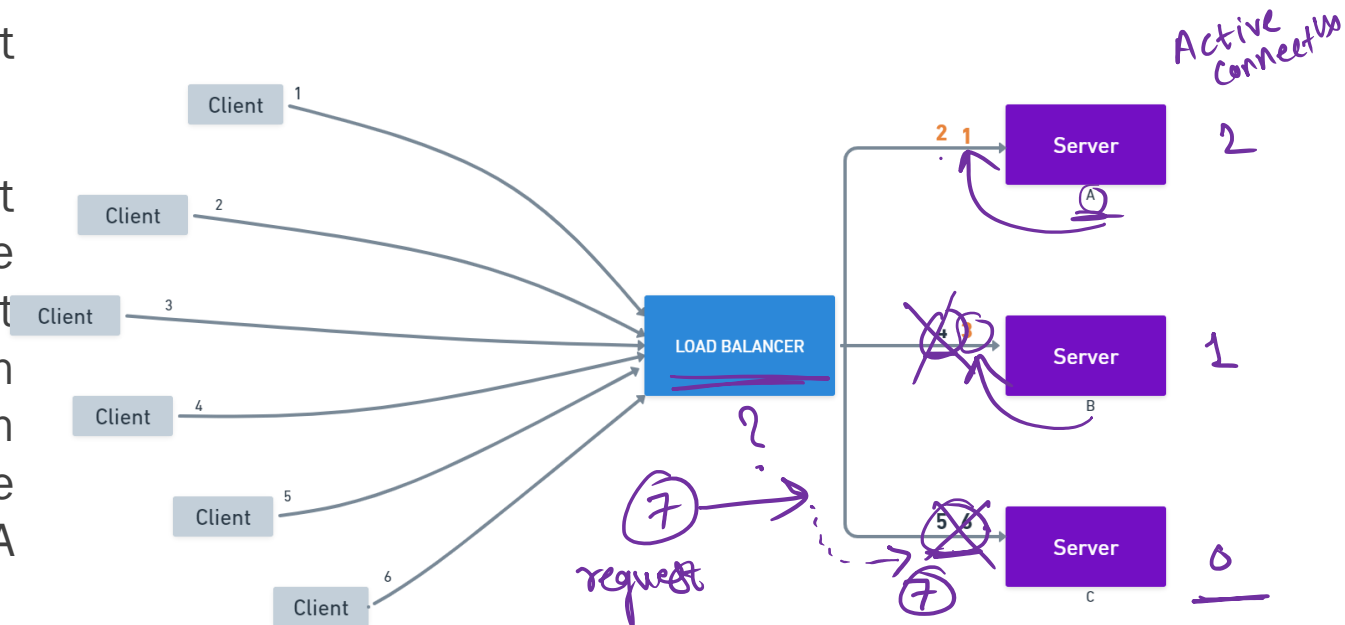 t
t
e
t
n
n
e
A
Client 1
Client 2
Client 3
Client 4
Client 5
Client 6
LOAD BALANCER
?
7
request
Active
2 1
Server
A
2
4 3
Server
B
1
5 6
7
Server
C
0